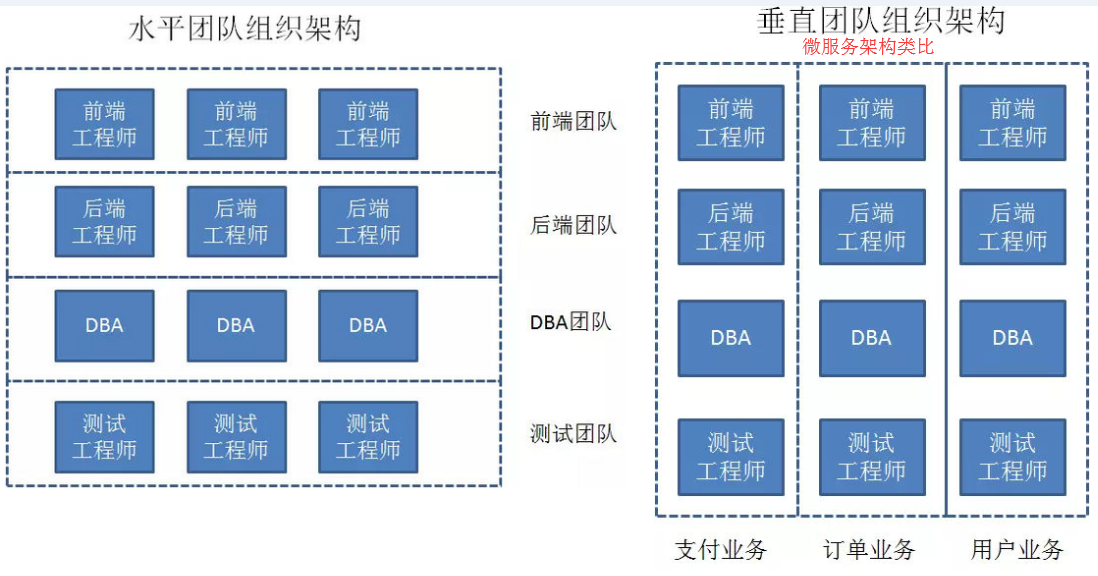 水平团队组织架构
前端
工程师
前端
工程师
前端
工程师
前端团队
后端
工程师
后端
工程师
后端
工程师
后端团队
DBA
DBA
DBA
DBA团队
测试
工程师
测试
工程师
测试
工程师
测试团队
垂直团队组织架构
微服务架构类比
前端
工程师
前端
工程师
前端
工程师
后端
工程师
后端
工程师
后端
工程师
DBA
DBA
DBA
测试
工程师
测试
工程师
测试
工程师
支付业务
订单业务
用户业务